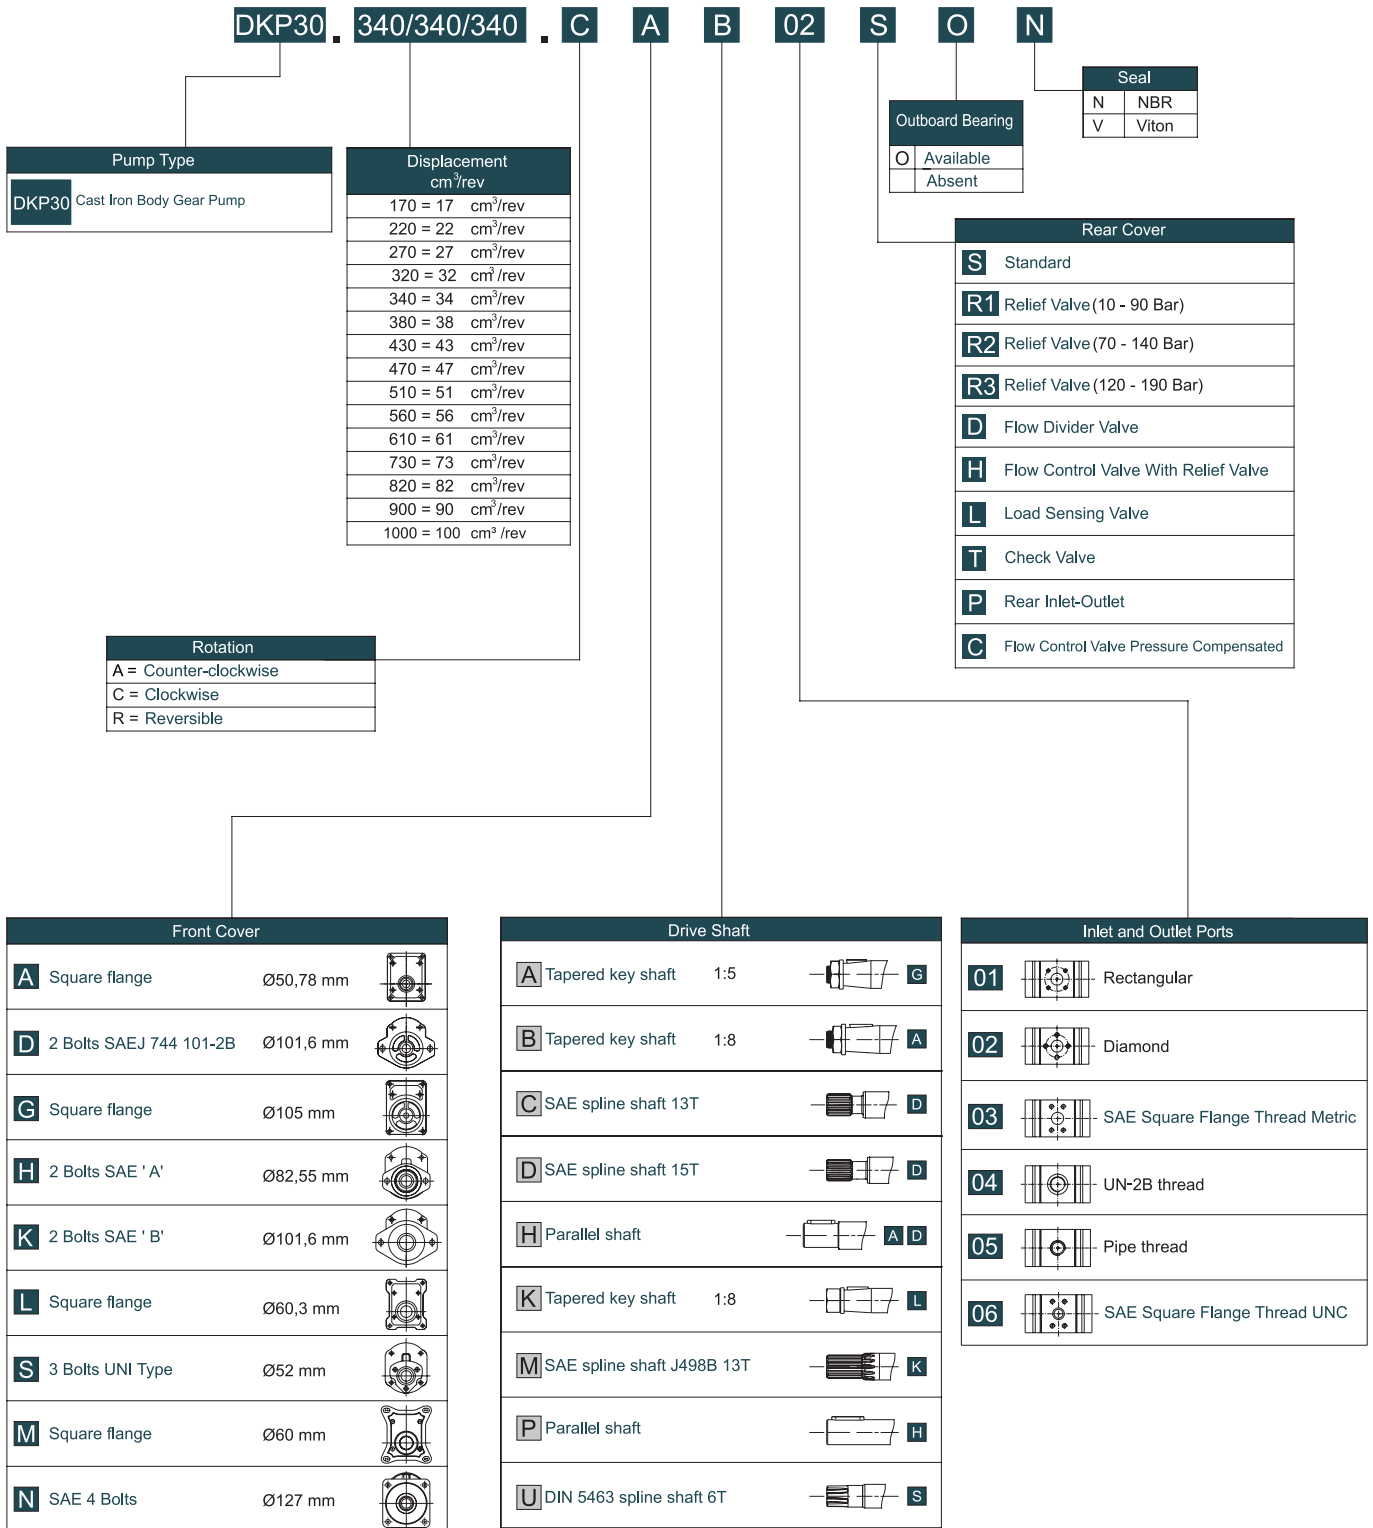 DKP30 . 340/340/340 . C A B 02 S O N
Seal
N NBR
V Viton
Outboard Bearing
O Available
Absent
Pump Type
DKP30 Cast Iron Body Gear Pump
Displacement
cm³/rev
170 = 17 cm³/rev
220 = 22 cm³/rev
270 = 27 cm³/rev
320 = 32 cm³/rev
340 = 34 cm³/rev
380 = 38 cm³/rev
430 = 43 cm³/rev
470 = 47 cm³/rev
510 = 51 cm³/rev
560 = 56 cm³/rev
610 = 61 cm³/rev
730 = 73 cm³/rev
820 = 82 cm³/rev
900 = 90 cm³/rev
1000 = 100 cm³ /rev
Rear Cover
S Standard
R1 Relief Valve (10 - 90 Bar)
R2 Relief Valve (70 - 140 Bar)
R3 Relief Valve (120 - 190 Bar)
D Flow Divider Valve
H Flow Control Valve With Relief Valve
L Load Sensing Valve
T Check Valve
P Rear Inlet-Outlet
C Flow Control Valve Pressure Compensated
Rotation
A = Counter-clockwise
C = Clockwise
R = Reversible
Front Cover
A Square flange Ø50,78 mm
D 2 Bolts SAEJ 744 101-2B Ø101,6 mm
G Square flange Ø105 mm
H 2 Bolts SAE ' A' Ø82,55 mm
K 2 Bolts SAE ' B' Ø101,6 mm
L Square flange Ø60,3 mm
S 3 Bolts UNI Type Ø52 mm
M Square flange Ø60 mm
N SAE 4 Bolts Ø127 mm
Drive Shaft
A Tapered key shaft 1:5 G
B Tapered key shaft 1:8 A
C SAE spline shaft 13T D
D SAE spline shaft 15T D
H Parallel shaft A D
K Tapered key shaft 1:8 L
M SAE spline shaft J498B 13T K
P Parallel shaft H
U DIN 5463 spline shaft 6T S
Inlet and Outlet Ports
01 Rectangular
02 Diamond
03 SAE Square Flange Thread Metric
04 UN-2B thread
05 Pipe thread
06 SAE Square Flange Thread UNC